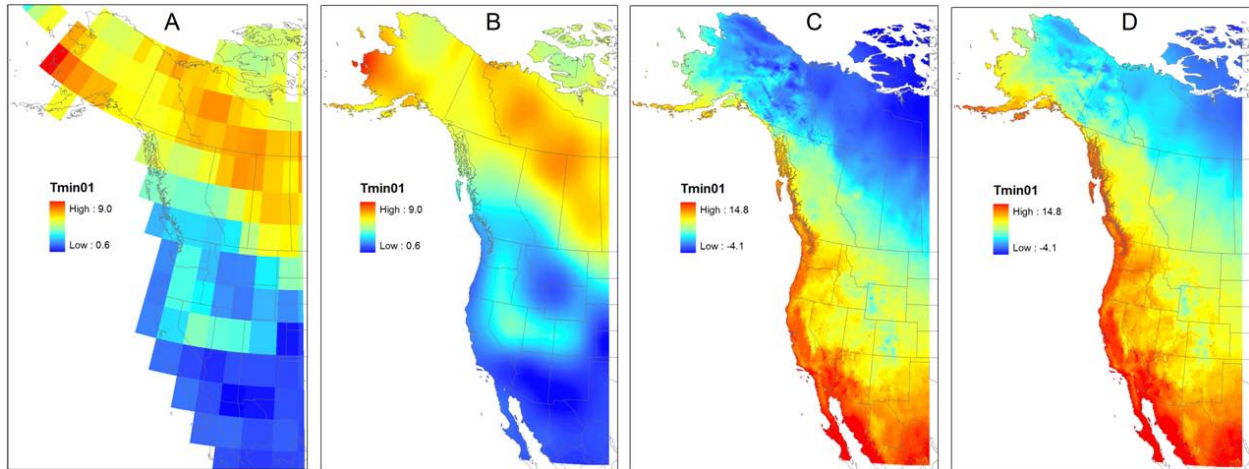 A
B
C
D
Tmin01
High : 9.0
Low : 0.6
Tmin01
High : 9.0
Low : 0.6
Tmin01
High : 14.8
Low : -4.1
Tmin01
High : 14.8
Low : -4.1